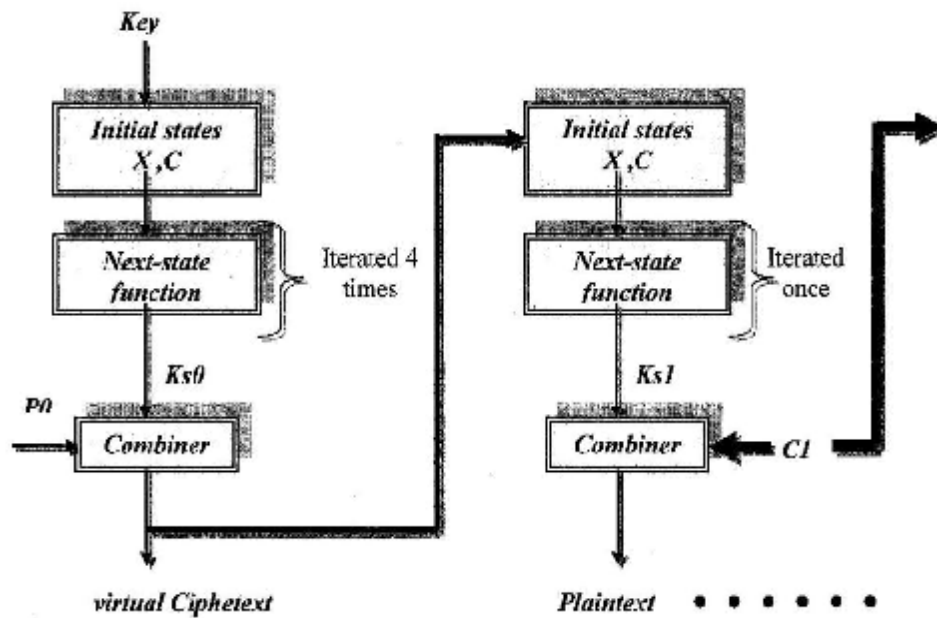 Key
Initial states
X ,C
Next-state
function
Iterated 4
times
Ks0
P0
Combiner
virtual Ciphetext
Initial states
X ,C
Next-state
function
Iterated
once
Ks1
Combiner
C1
Plaintext